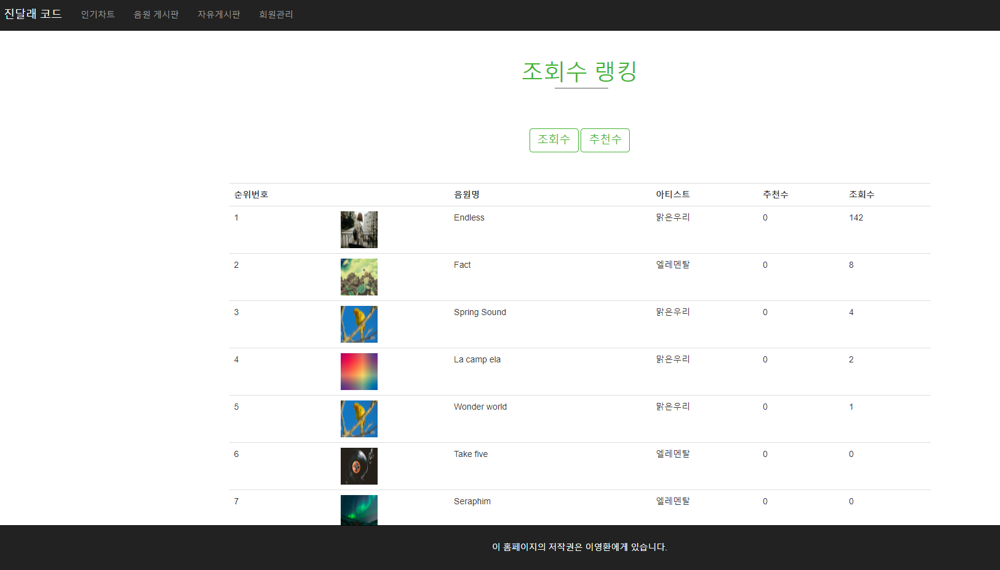 진달래 코드 인기차트 음원 게시판 자유게시판 회원관리
조회수 랭킹
조회수 추천수
순위번호 음원명 아티스트 추천수 조회수
1 Endless 맑은우리 0 142
2 Fact 엘레멘탈 0 8
3 Spring Sound 맑은우리 0 4
4 La camp ela 맑은우리 0 2
5 Wonder world 맑은우리 0 1
6 Take five 엘레멘탈 0 0
7 Seraphim 엘레멘탈 0 0
이 홈페이지의 저작권은 이영환에게 있습니다.